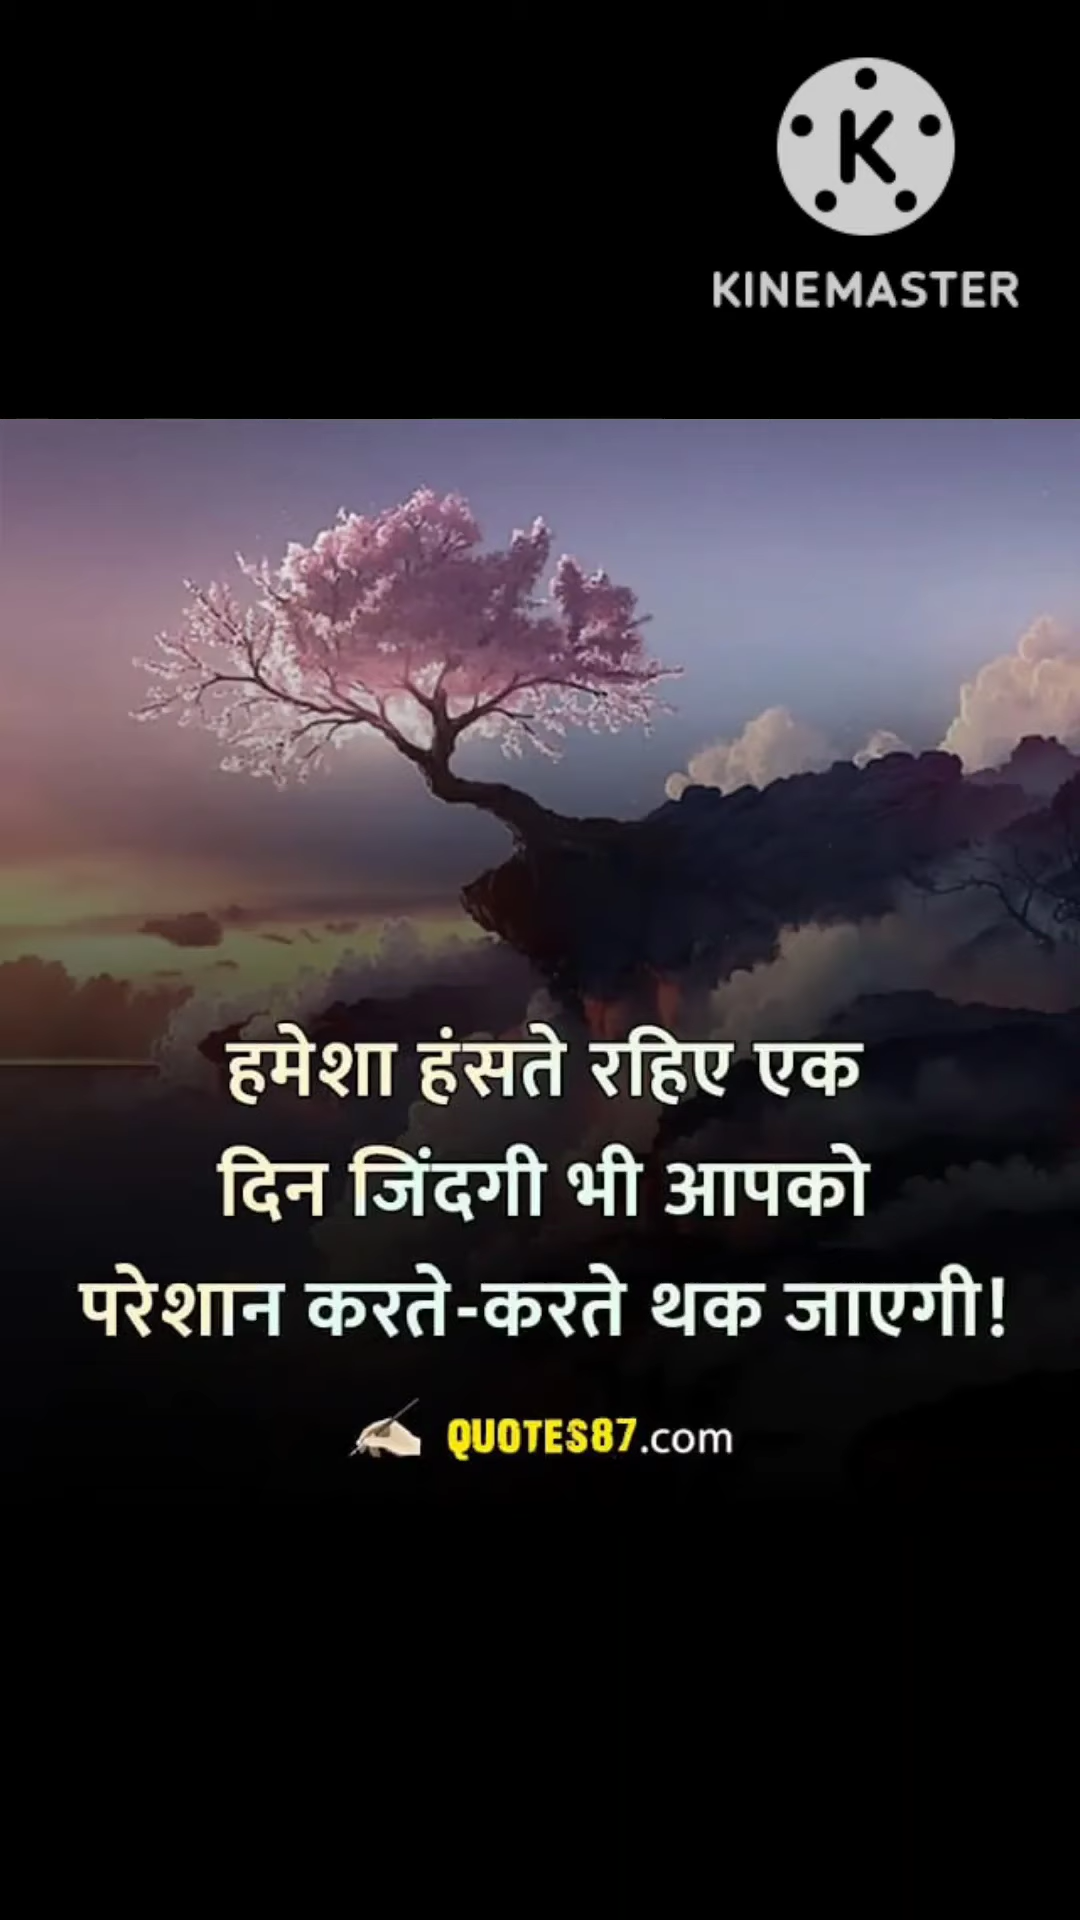 K
KINEMASTER
हमेशा हंसते रहिए एक
दिन जिंदगी भी आपको
परेशान करते-करते थक जाएगी!
QUOTES87.com